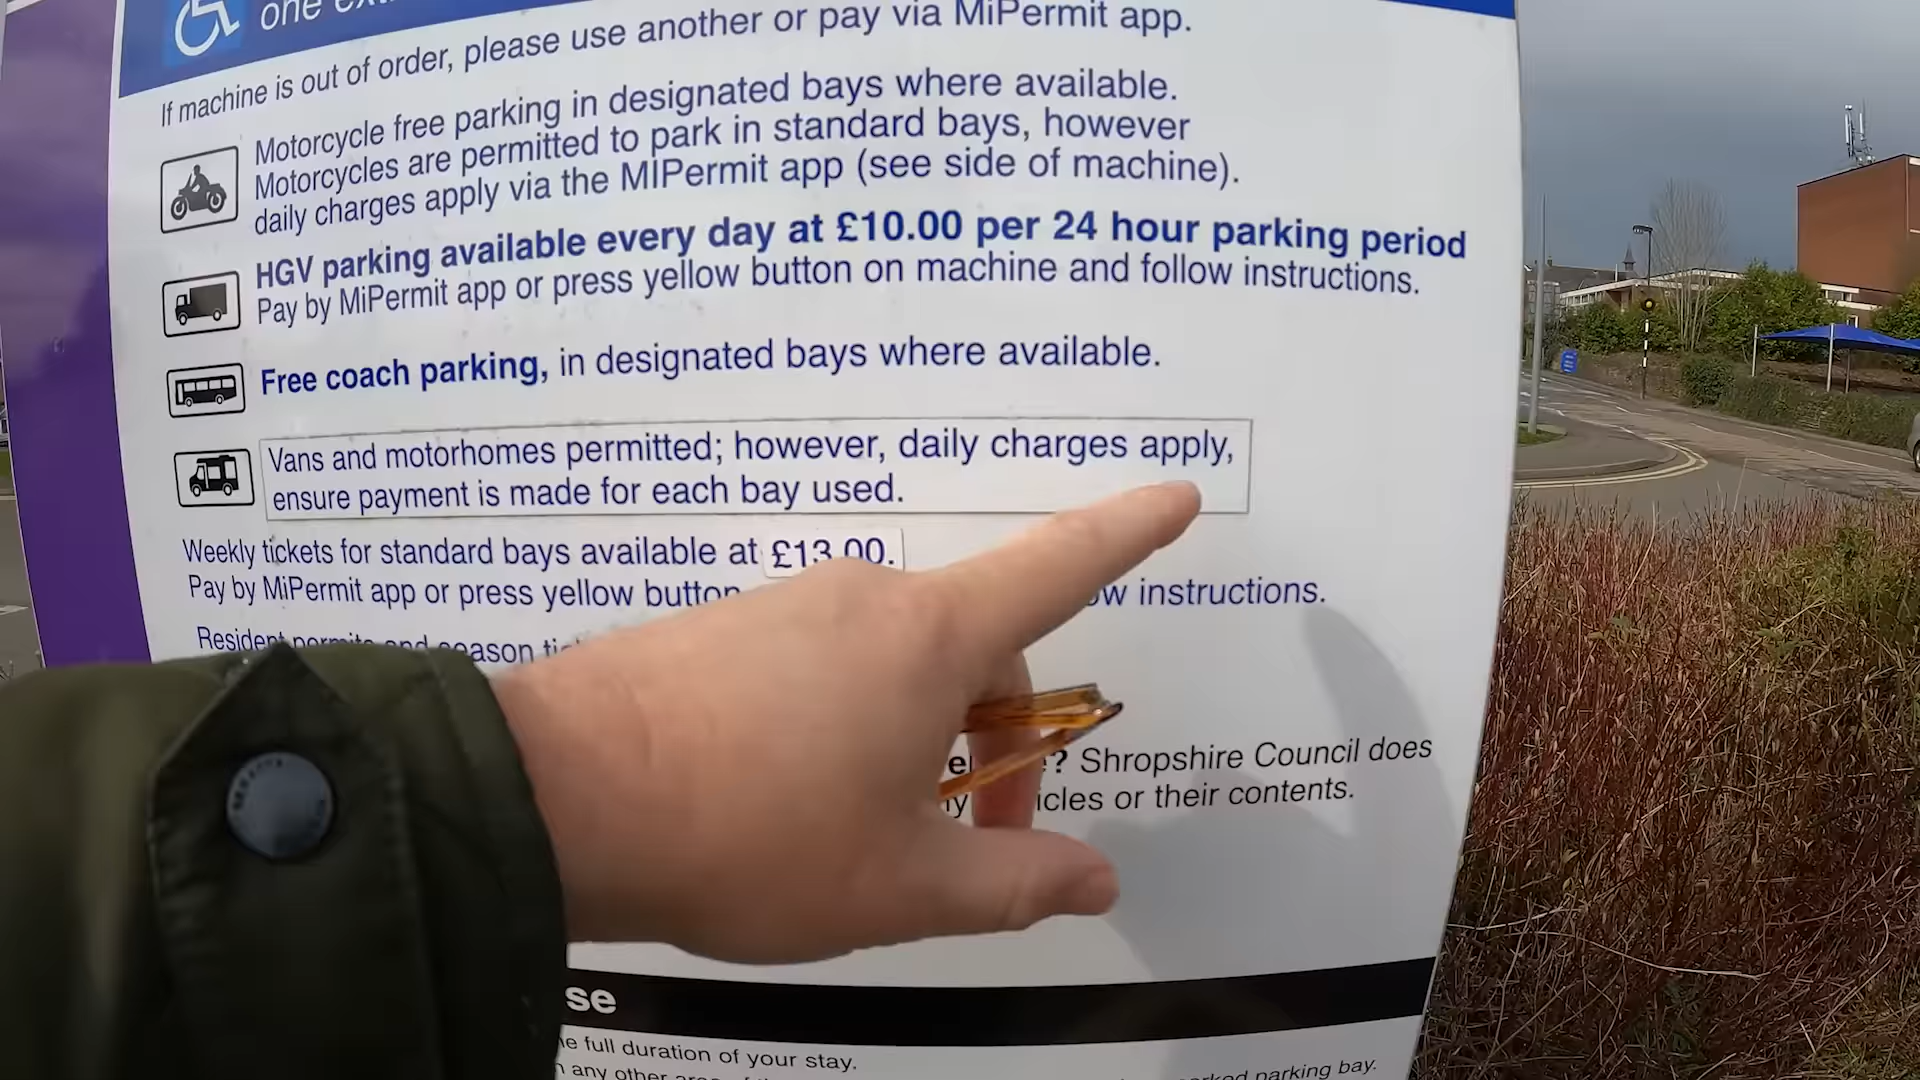 one
If machine is out of order, please use another or pay via MiPermit app.
Motorcycle free parking in designated bays where available.
Motorcycles are permitted to park in standard bays, however
daily charges apply via the MIPermit app (see side of machine).
HGV parking available every day at £10.00 per 24 hour parking period
Pay by MiPermit app or press yellow button on machine and follow instructions.
Free coach parking, in designated bays where available.
Vans and motorhomes permitted; however, daily charges apply,
ensure payment is made for each bay used.
Weekly tickets for standard bays available at £13.00.
Pay by MiPermit app or press yellow button instructions.
Resident permits and season
? Shropshire Council does
or their contents.
se
full duration of your stay.
any other parking bay.